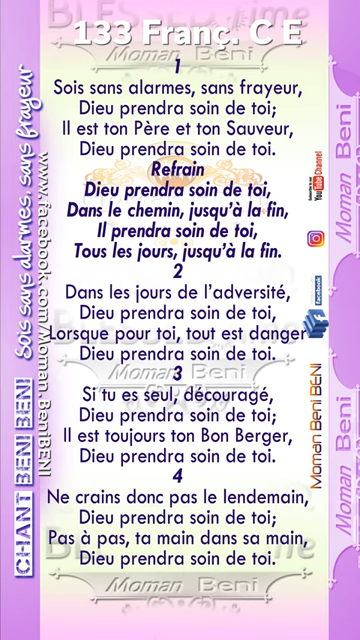 133 Franç. C E
Moman Beni
1
Sois sans alarmes, sans frayeur,
Dieu prendra soin de toi;
Il est ton Père et ton Sauveur,
Dieu prendra soin de toi.
Refrain
Dieu prendra soin de toi,
Dans le chemin, jusqu'à la fin,
Il prendra soin de toi,
Tous les jours, jusqu'à la fin.
2
Dans les jours de l'adversité,
Dieu prendra soin de toi,
Lorsque pour toi, tout est danger
Dieu prendra soin de toi.
Moman Beni
3
Si tu es seul, découragé,
Dieu prendra soin de toi;
Il est toujours ton Bon Berger,
Dieu prendra soin de toi.
4
Ne crains donc pas le lendemain,
Dieu prendra soin de toi;
Pas à pas, ta main dans sa main,
Dieu prendra soin de toi.
Moman Beni
CHANT BENI BENI
Sois sans alarmes, sans frayeur
www.facebook.com/Moman.BeniBENI
YouTube Channel
Facebook
Moman Beni BENI
Moman Beni
Moman Beni